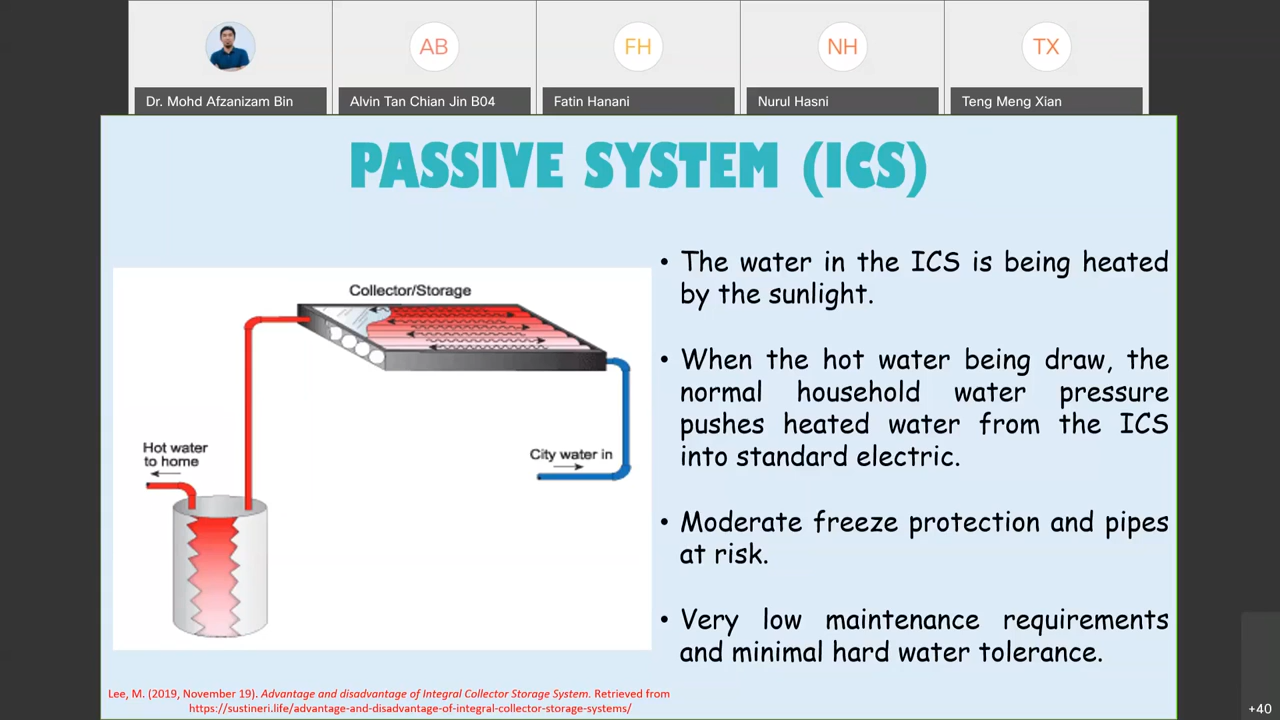 AB
FH
NH
TX
Dr. Mohd Afzanizam Bin
Alvin Tan Chian Jin B04
Fatin Hanani
Nurul Hasni
Teng Meng Xian
PASSIVE SYSTEM (ICS)
Collector/Storage
Hot water
to home
City water in
• The water in the ICS is being heated
by the sunlight.
• When the hot water being draw, the
normal household water pressure
pushes heated water from the ICS
into standard electric.
• Moderate freeze protection and pipes
at risk.
• Very low maintenance requirements
and minimal hard water tolerance.
Lee, M. (2019, November 19). Advantage and disadvantage of Integral Collector Storage System. Retrieved from
https://sustineri.life/advantage-and-disadvantage-of-integral-collector-storage-systems/
+40